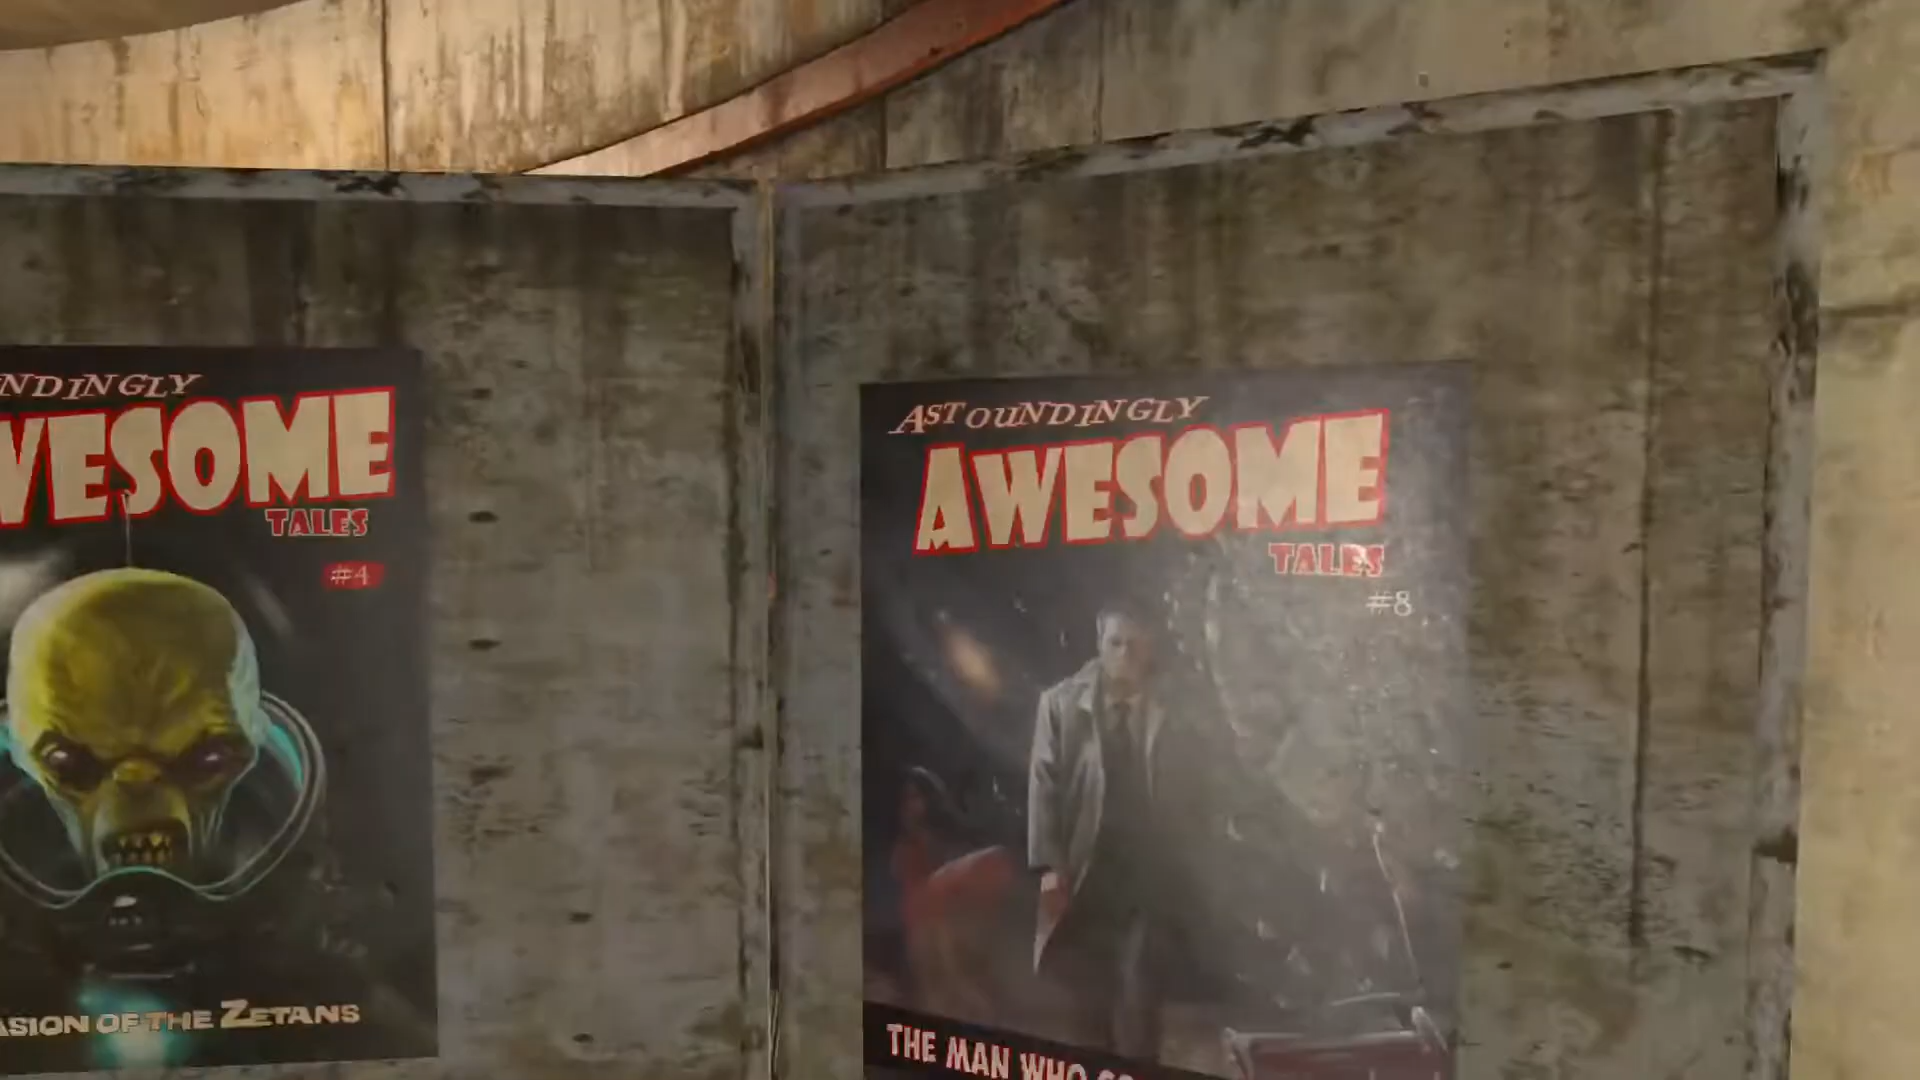 NDINGLY
WESOME
TALES
#4
ASION OF THE ZETANS
ASTOUNDINGLY
AWESOME
TALES
#8
THE MAN WHO